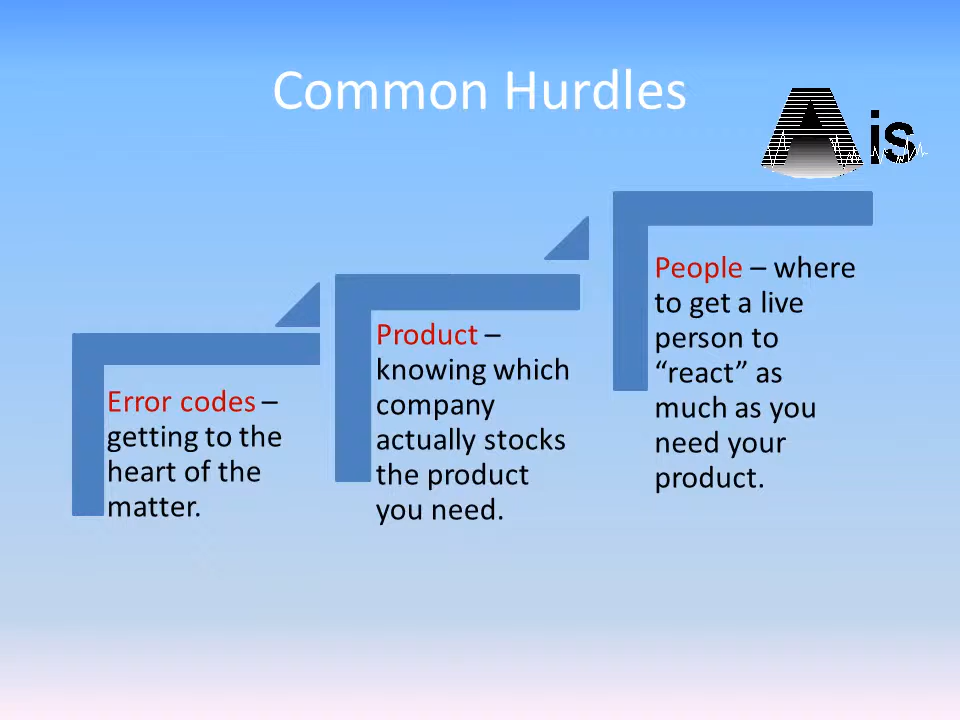 Common Hurdles
Ais
Error codes –
getting to the
heart of the
matter.
Product –
knowing which
company
actually stocks
the product
you need.
People – where
to get a live
person to
“react” as
much as you
need your
product.